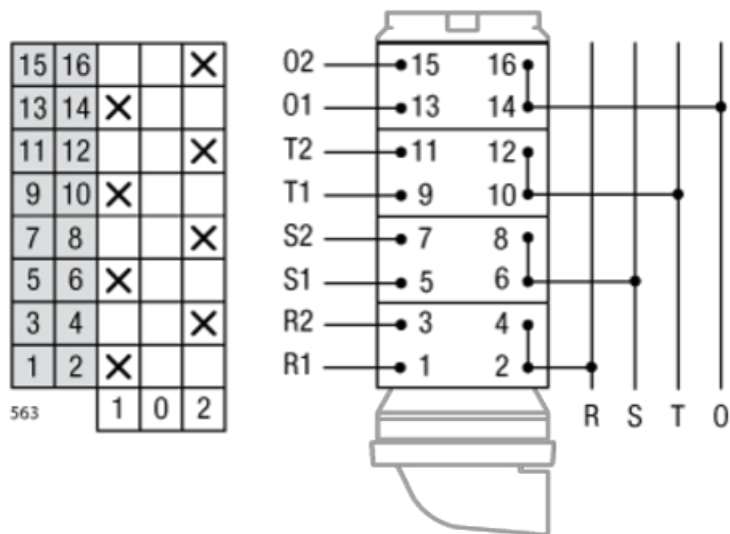 15 16 X
13 14 X
11 12 X
9 10 X
7 8 X
5 6 X
3 4 X
1 2 X
563 1 0 2
O2 15 16
O1 13 14
T2 11 12
T1 9 10
S2 7 8
S1 5 6
R2 3 4
R1 1 2
R S T O